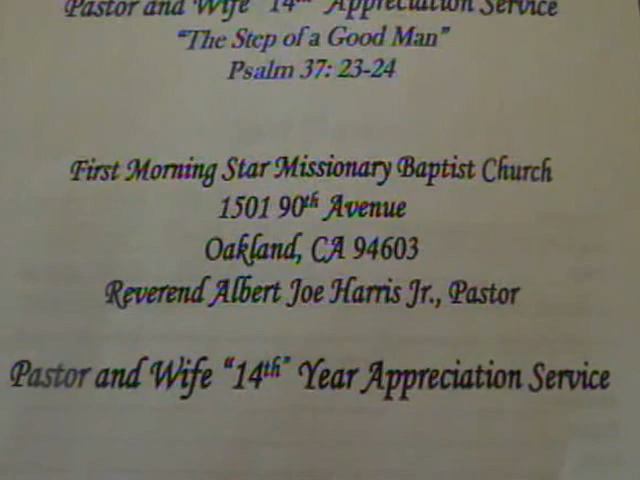 Pastor and Wife "14th" Appreciation Service
"The Step of a Good Man"
Psalm 37: 23-24
First Morning Star Missionary Baptist Church
1501 90th Avenue
Oakland, CA 94603
Reverend Albert Joe Harris Jr., Pastor
Pastor and Wife "14th" Year Appreciation Service